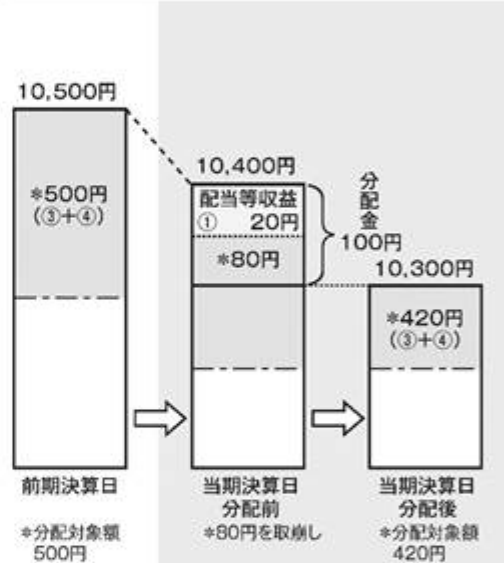 10,500円
*500円
(③+④)
前期決算日
*分配対象額
500円
10,400円
配当等収益
① 20円
*80円
分配金
100円
当期決算日
分配前
*80円を取崩し
10,300円
*420円
(③+④)
当期決算日
分配後
*分配対象額
420円